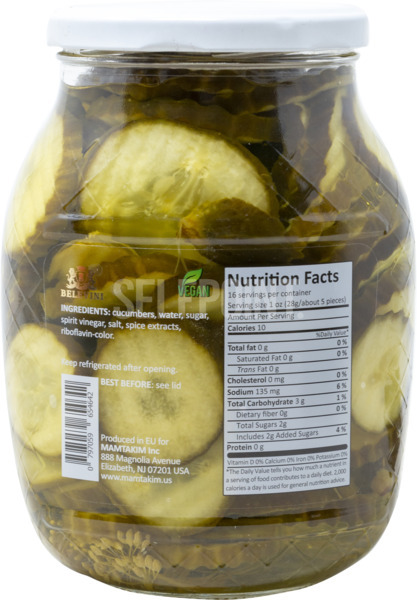 BELLFINI
VEGAN
INGREDIENTS: cucumbers, water, sugar,
spirit vinegar, salt, spice extracts,
riboflavin-color.
Keep refrigerated after opening.
BEST BEFORE: see lid
Produced in EU for
MAMTAKIM Inc
888 Magnolia Avenue
Elizabeth, NJ 07201 USA
www.mamtakim.us
Nutrition Facts
16 servings per container
Serving size 1 oz (28g/about 5 pieces)
Amount Per Serving:
Calories 10
%Daily Value*
Total fat 0 g 0 %
Saturated Fat 0 g 0 %
Trans Fat 0 g
Cholesterol 0 mg 0 %
Sodium 135 mg 6 %
Total Carbohydrate 3 g 1 %
Dietary fiber 0g 0 %
Total Sugars 2g
Includes 2g Added Sugars 4 %
Protein 0 g
Vitamin D 0% Calcium 0% Iron 0% Potasium 0%
*The Daily Value tells you how much a nutrient in
a serving of food contributes to a daily diet. 2,000
calories a day is used for general nutrition advice.